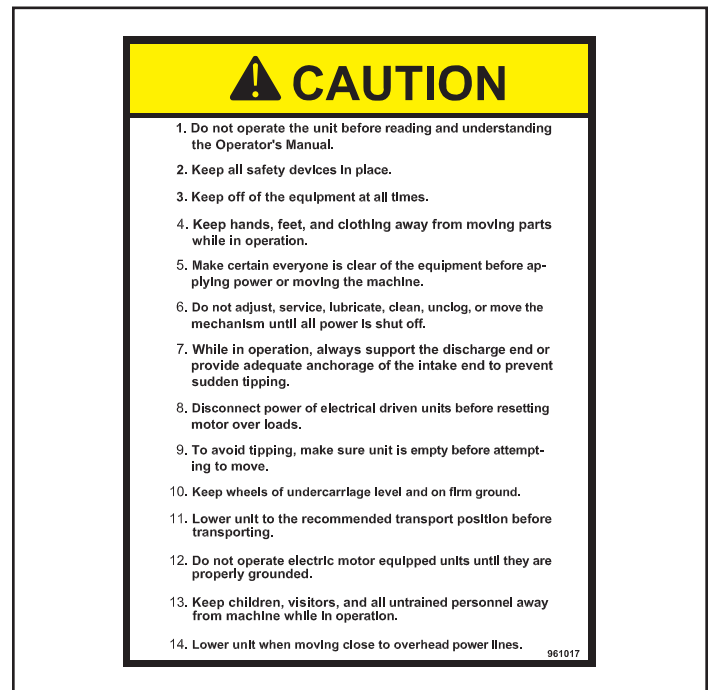 CAUTION
1. Do not operate the unit before reading and understanding
the Operator's Manual.
2. Keep all safety devices in place.
3. Keep off of the equipment at all times.
4. Keep hands, feet, and clothing away from moving parts
while in operation.
5. Make certain everyone is clear of the equipment before ap-
plying power or moving the machine.
6. Do not adjust, service, lubricate, clean, unclog, or move the
mechanism until all power is shut off.
7. While in operation, always support the discharge end or
provide adequate anchorage of the intake end to prevent
sudden tipping.
8. Disconnect power of electrical driven units before resetting
motor over loads.
9. To avoid tipping, make sure unit is empty before attempt-
ing to move.
10. Keep wheels of undercarriage level and on firm ground.
11. Lower unit to the recommended transport position before
transporting.
12. Do not operate electric motor equipped units until they are
properly grounded.
13. Keep children, visitors, and all untrained personnel away
from machine while in operation.
14. Lower unit when moving close to overhead power lines.
961017